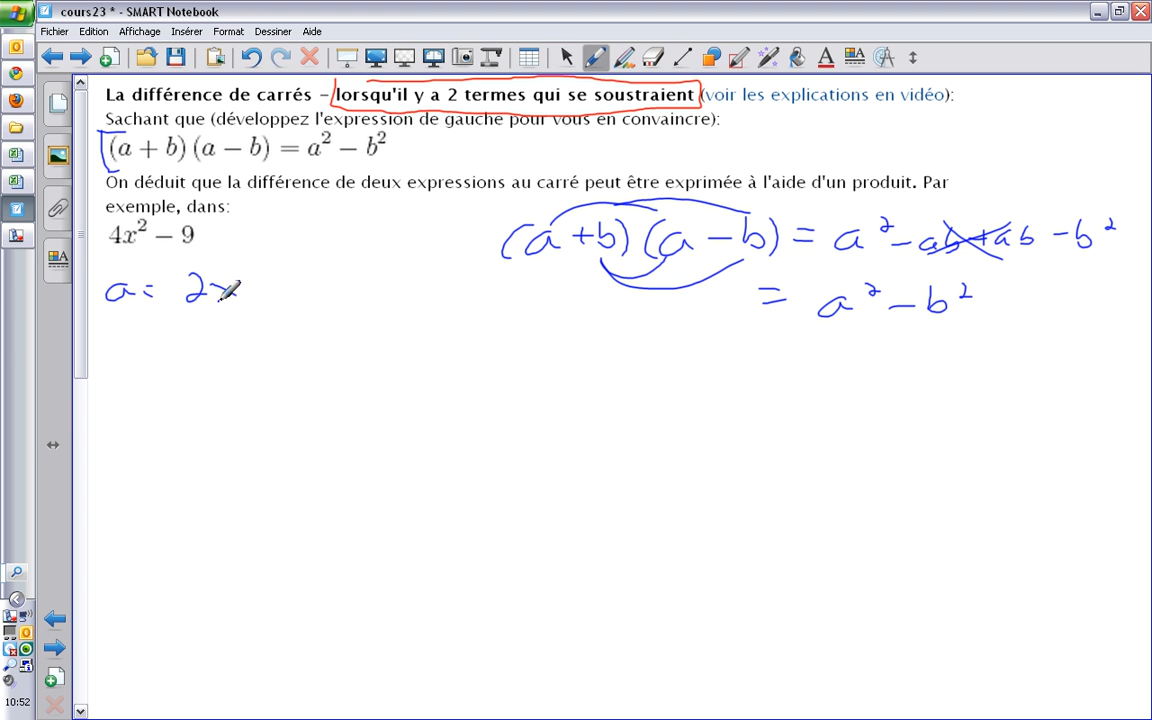 cours23 * - SMART Notebook
Fichier Edition Affichage Insérer Format Dessiner Aide
La différence de carrés – lorsqu'il y a 2 termes qui se soustraient (voir les explications en vidéo):
Sachant que (développez l'expression de gauche pour vous en convaincre):
(a + b) (a − b) = a² − b²
On déduit que la différence de deux expressions au carré peut être exprimée à l'aide d'un produit. Par
exemple, dans:
4x² − 9
(a + b) (a − b) = a² − ab + ab − b²
a = 2x
= a² − b²
10:52